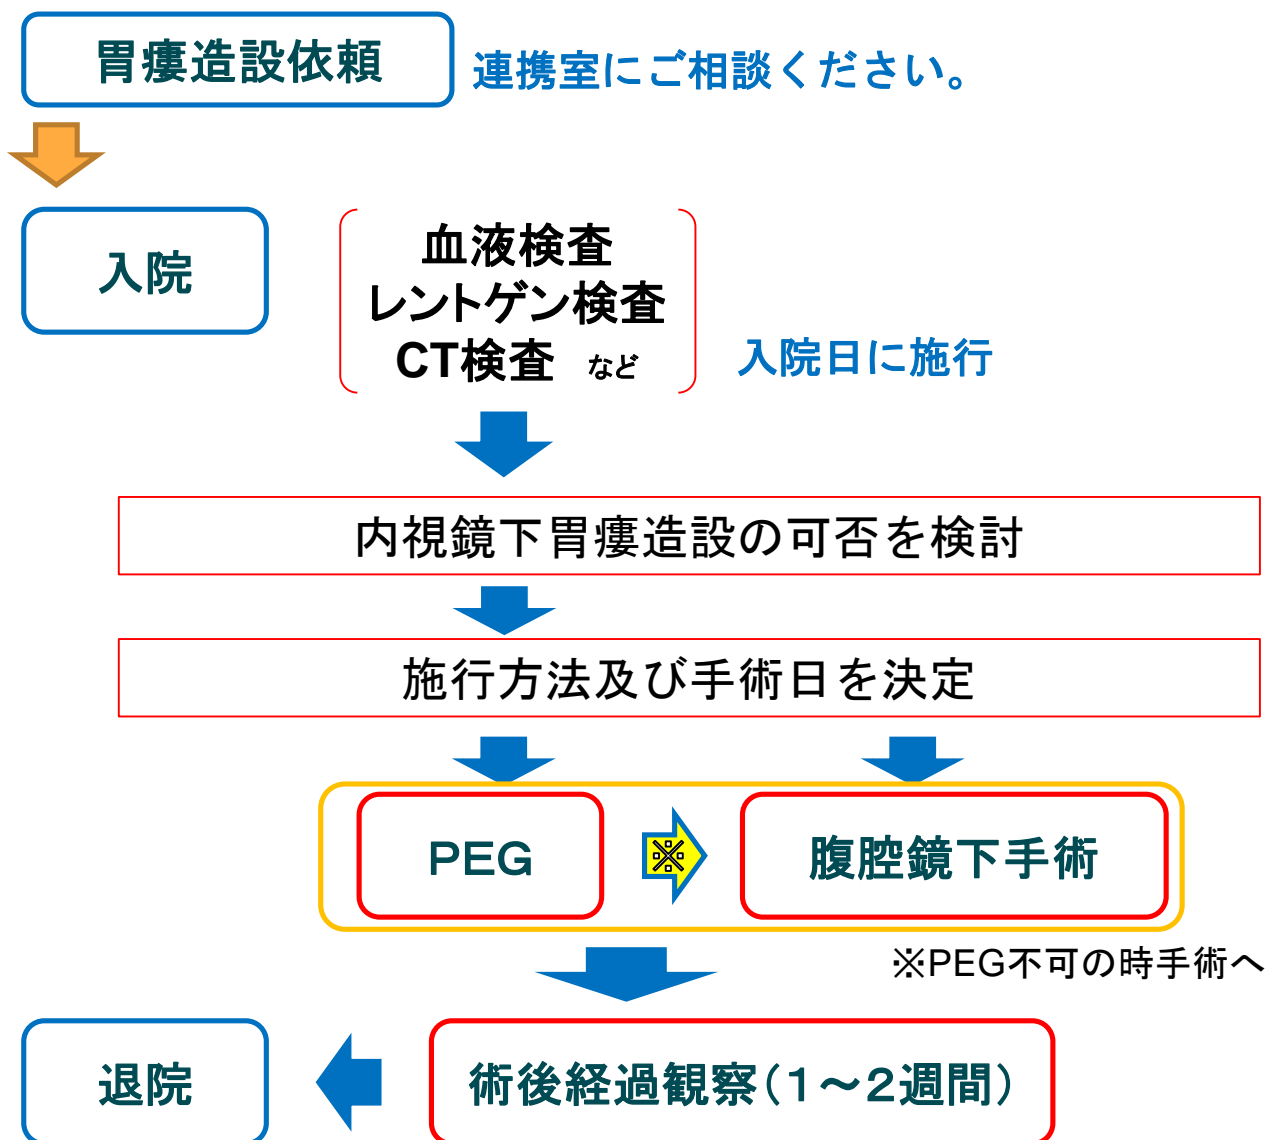 胃瘻造設依頼
連携室にご相談ください。
入院
血液検査
レントゲン検査
CT検査 など
入院日に施行
内視鏡下胃瘻造設の可否を検討
施行方法及び手術日を決定
PEG
※
腹腔鏡下手術
※PEG不可の時手術へ
術後経過観察(1~2週間)
退院